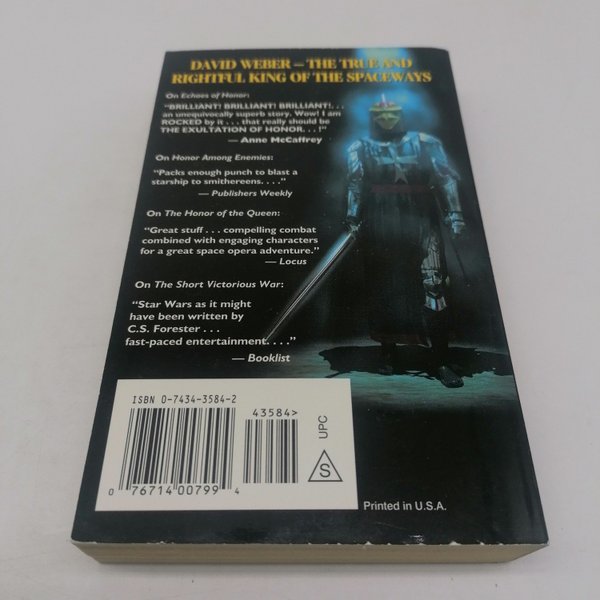 DAVID WEBER — THE TRUE AND
RIGHTFUL KING OF THE SPACEWAYS
On Echoes of Honor:
“BRILLIANT! BRILLIANT! BRILLIANT!. . .
an unequivocally superb story. Wow! I am
ROCKED by it . . . that really should be
THE EXULTATION OF HONOR. . .!”
— Anne McCaffrey
On Honor Among Enemies:
“Packs enough punch to blast a
starship to smithereens. . . .”
— Publishers Weekly
On The Honor of the Queen:
“Great stuff . . . compelling combat
combined with engaging characters
for a great space opera adventure.”
— Locus
On The Short Victorious War:
“Star Wars as it might
have been written by
C.S. Forester . . .
fast-paced entertainment. . . .”
— Booklist
ISBN 0-7434-3584-2
43584>
UPC
S
0 76714 00799 4
Printed in U.S.A.